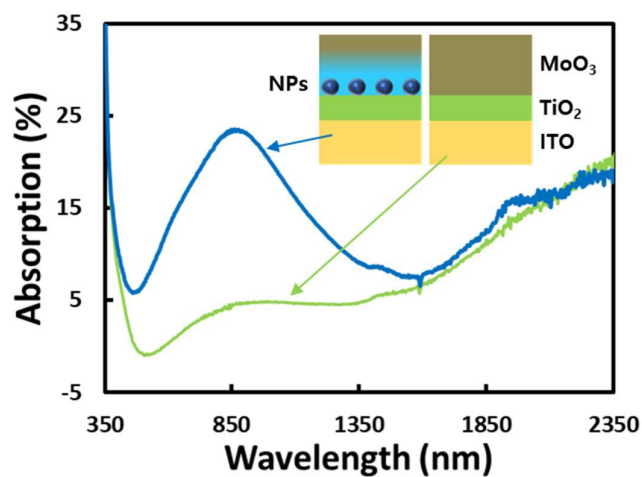 35
25
15
5
-5
Absorption (%)
NPs
MoO₃
TiO₂
ITO
350 850 1350 1850 2350
Wavelength (nm)